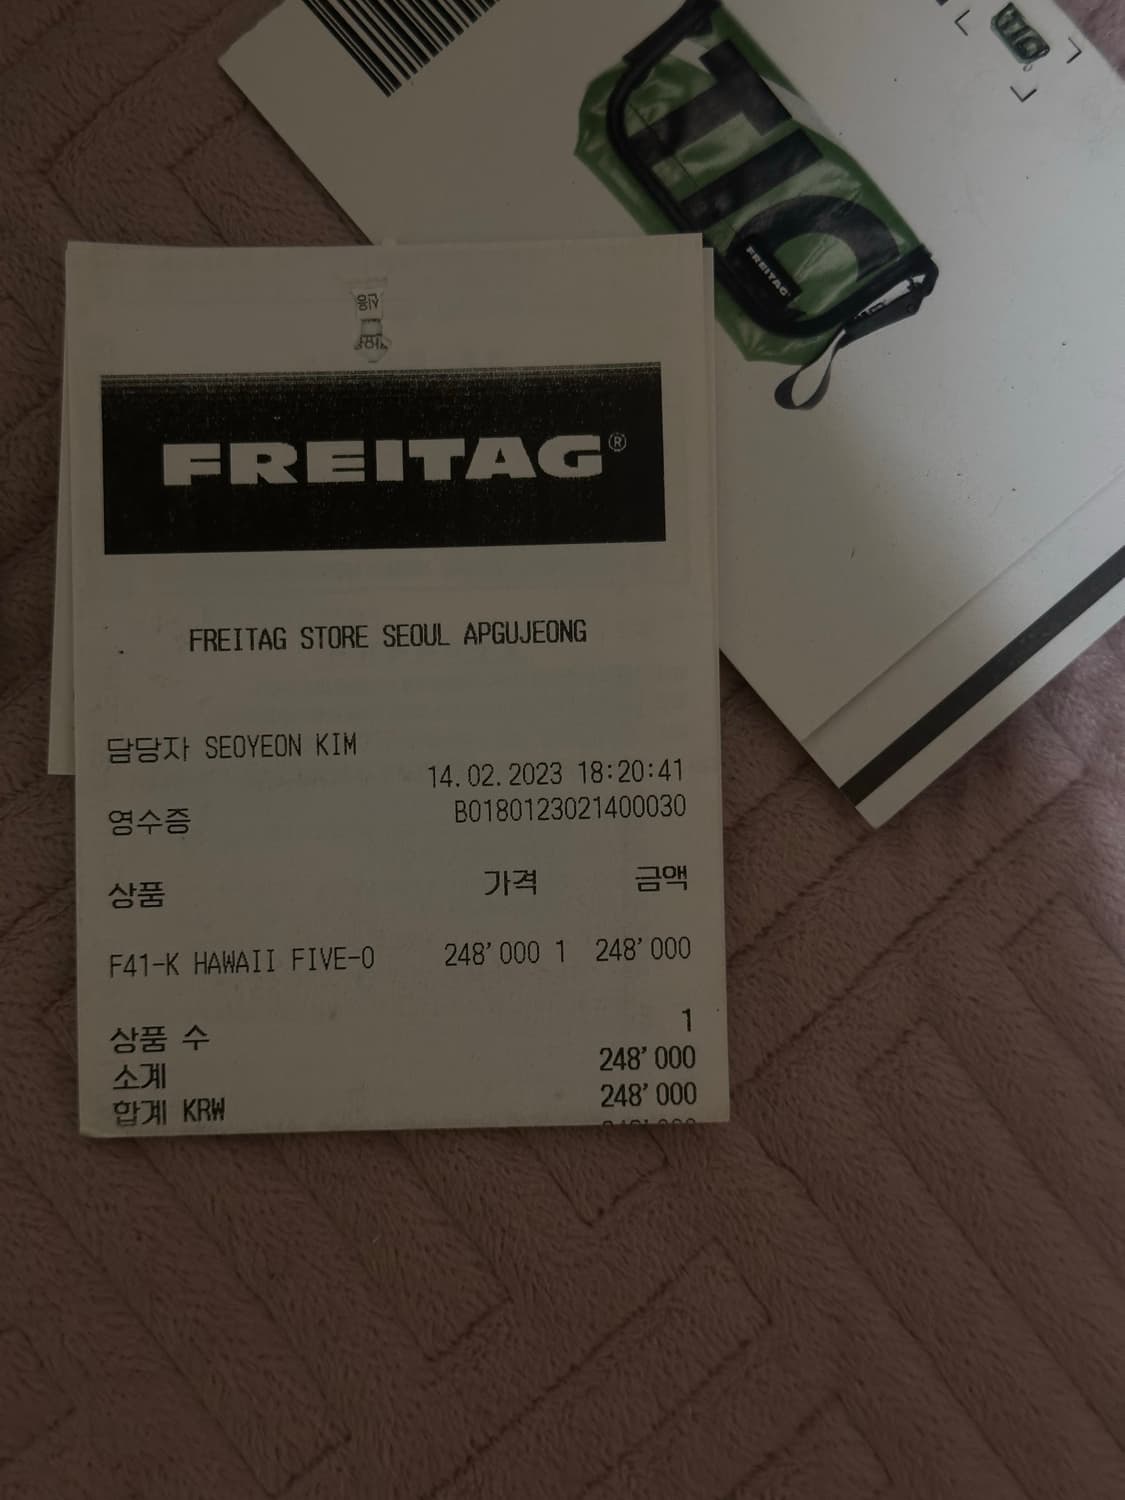 FREITAG
FREITAG®
FREITAG STORE SEOUL APGUJEONG
담당자 SEOYEON KIM
14.02.2023 18:20:41
영수증 B0180123021400030
상품 가격 금액
F41-K HAWAII FIVE-O 248'000 1 248'000
상품 수 1
소계 248'000
합계 KRW 248'000